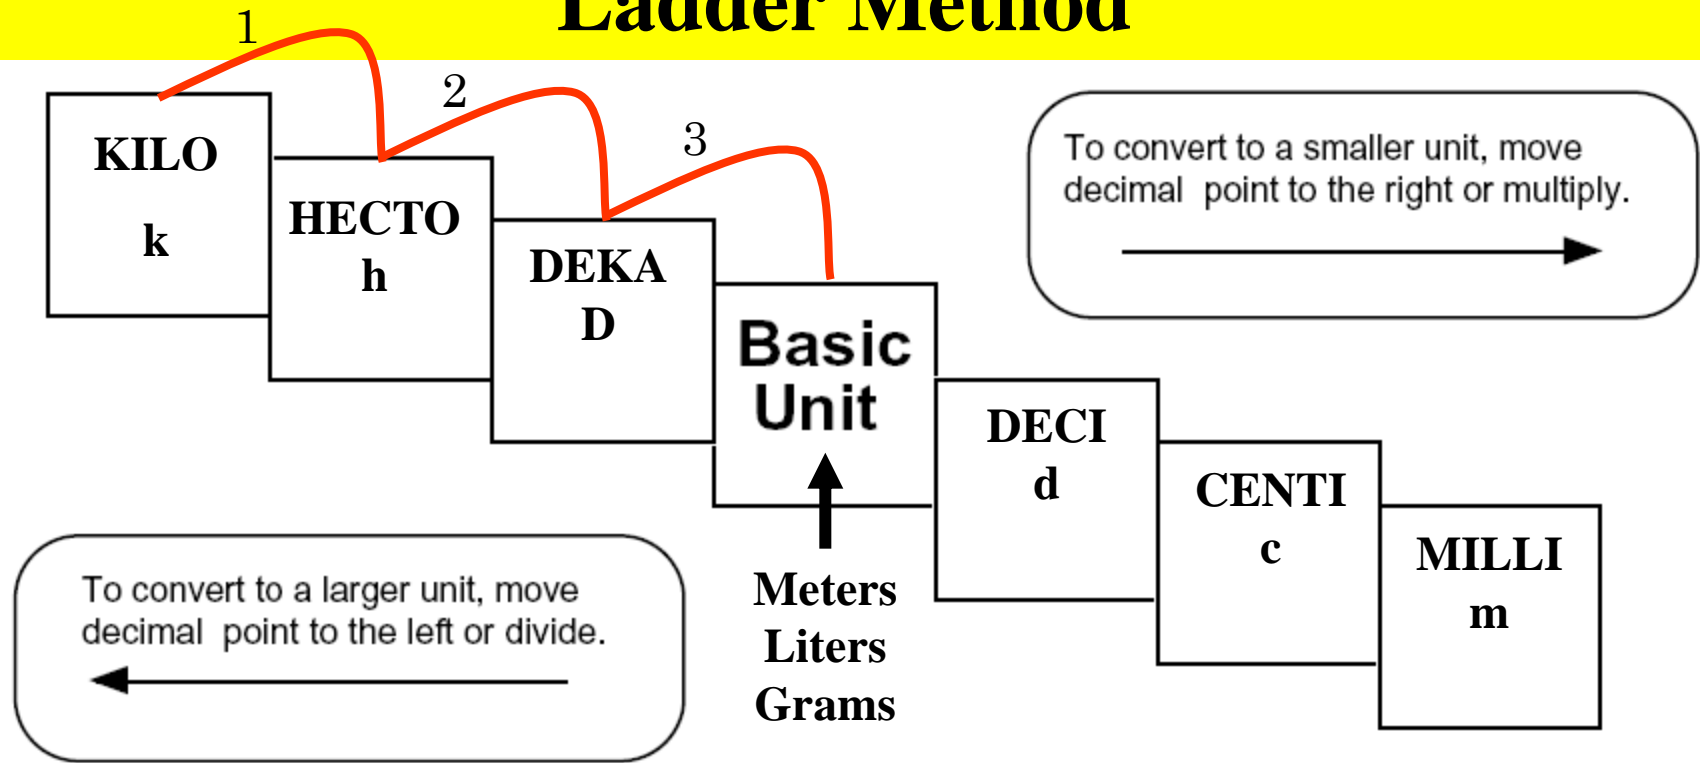 Ladder Method
1
2
3
KILO
k
HECTO
h
DEKA
D
Basic
Unit
DECI
d
CENTI
c
MILLI
m
To convert to a smaller unit, move
decimal point to the right or multiply.
To convert to a larger unit, move
decimal point to the left or divide.
Meters
Liters
Grams